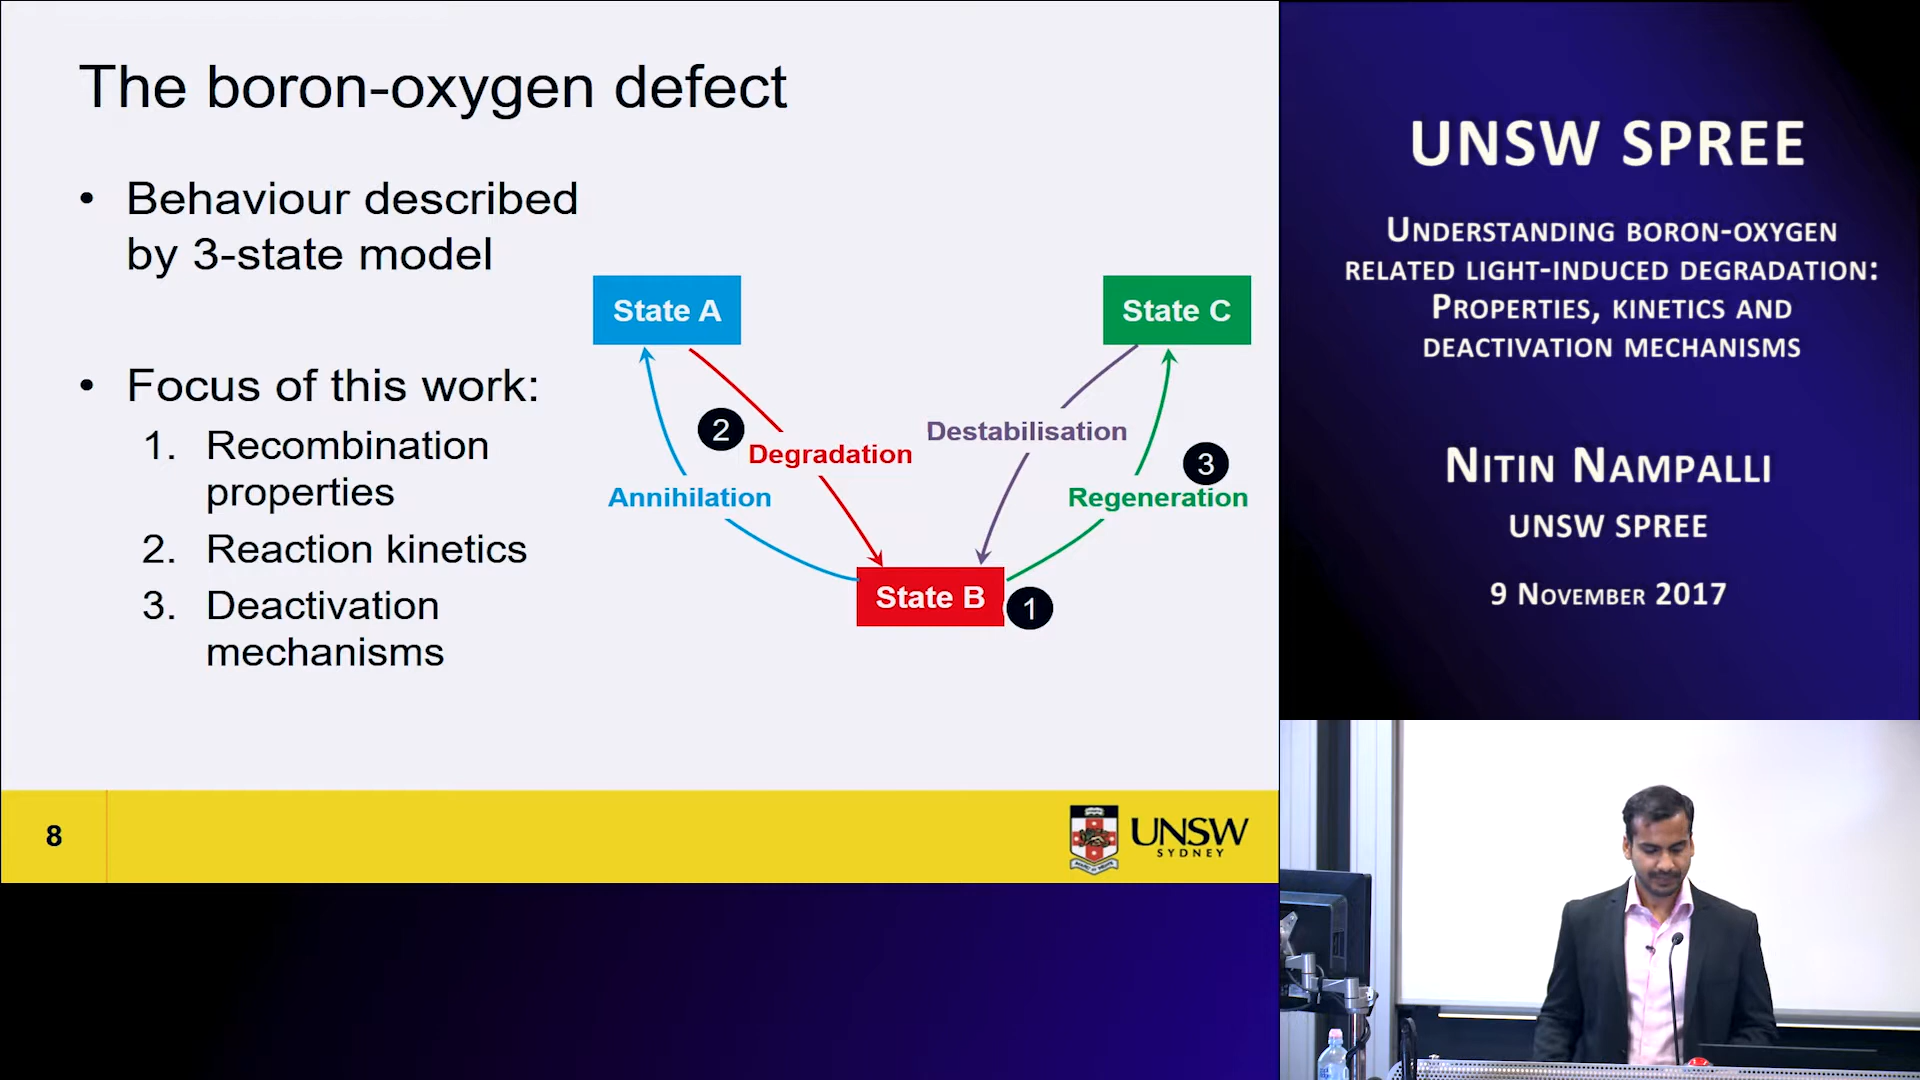 The boron-oxygen defect
• Behaviour described
by 3-state model
• Focus of this work:
1. Recombination
properties
2. Reaction kinetics
3. Deactivation
mechanisms
State A
State C
2
Degradation
Destabilisation
3
Annihilation
Regeneration
State B
1
8
UNSW
SYDNEY
UNSW SPREE
UNDERSTANDING BORON-OXYGEN
RELATED LIGHT-INDUCED DEGRADATION:
PROPERTIES, KINETICS AND
DEACTIVATION MECHANISMS
NITIN NAMPALLI
UNSW SPREE
9 NOVEMBER 2017